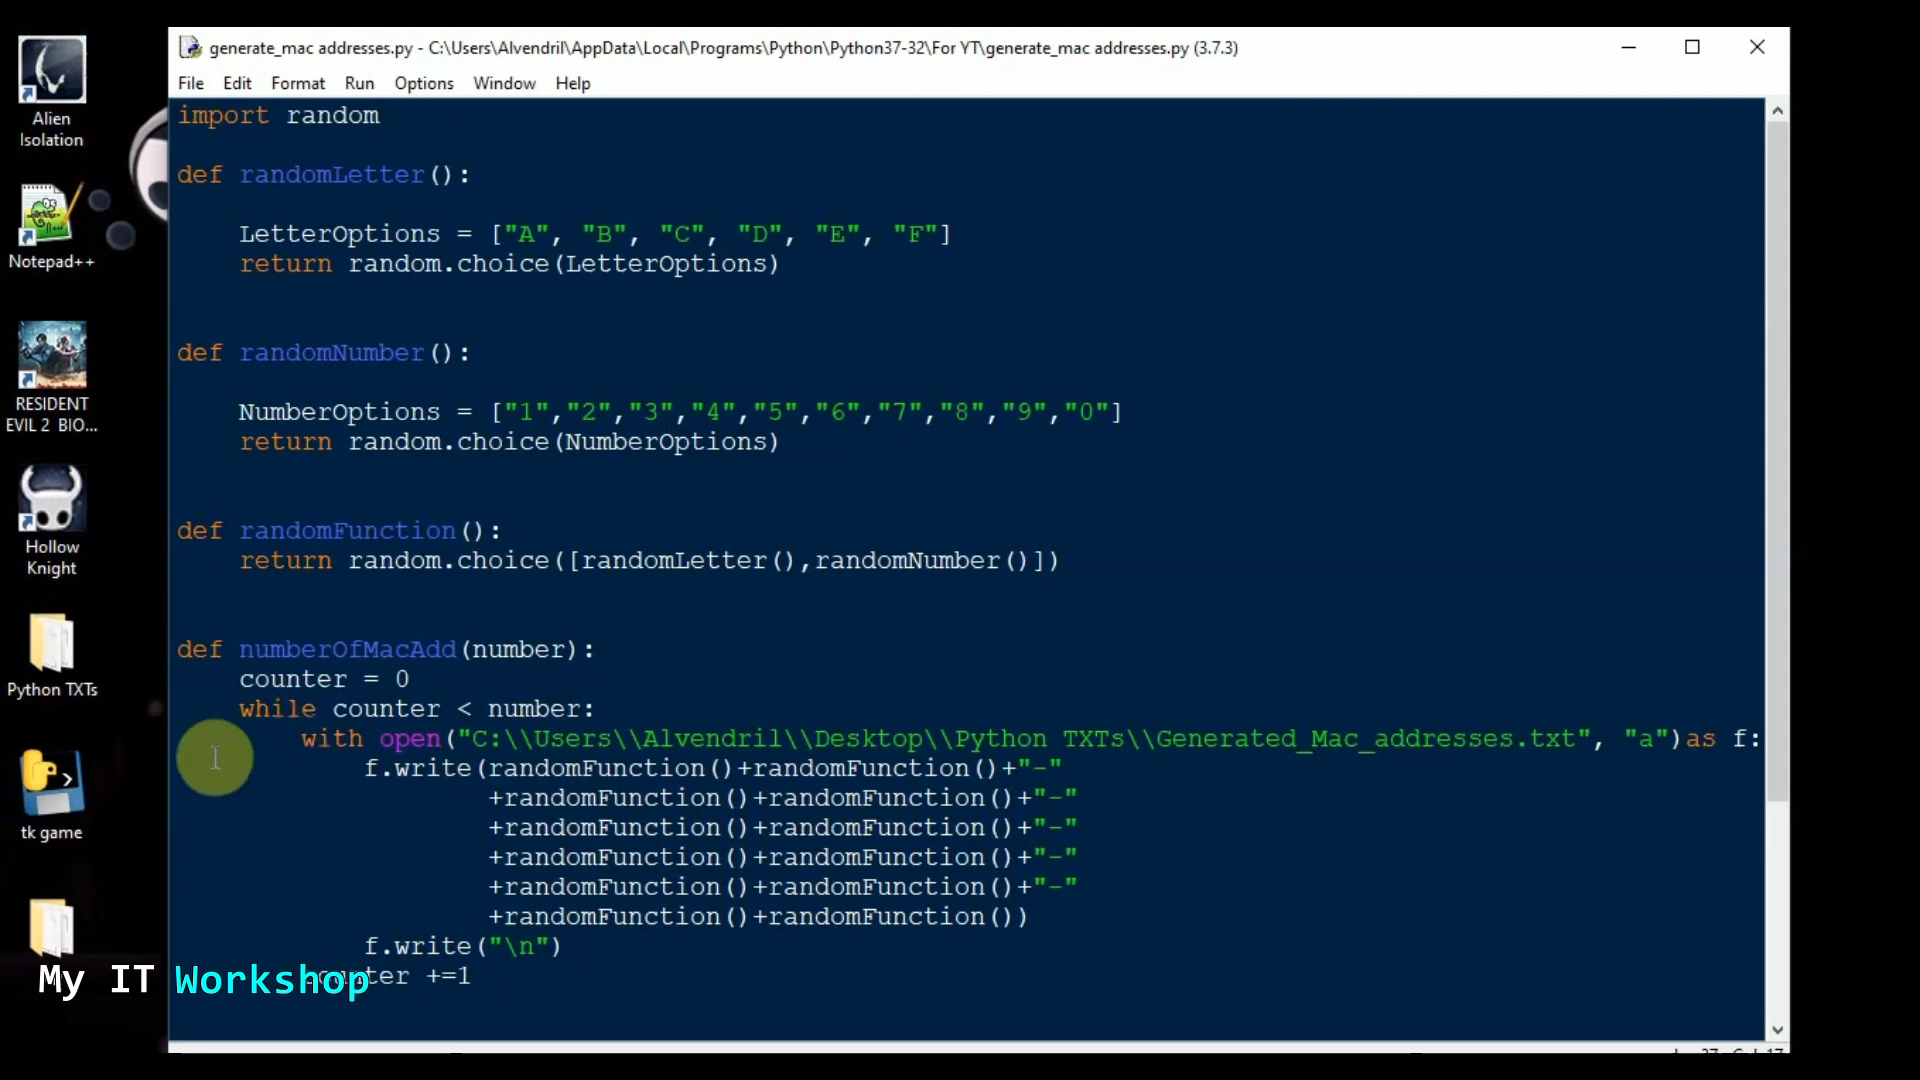 generate_mac addresses.py - C:\Users\Alvendril\AppData\Local\Programs\Python\Python37-32\For YT\generate_mac addresses.py (3.7.3)
File Edit Format Run Options Window Help
import random
def randomLetter():
LetterOptions = ["A", "B", "C", "D", "E", "F"]
return random.choice(LetterOptions)
def randomNumber():
NumberOptions = ["1","2","3","4","5","6","7","8","9","0"]
return random.choice(NumberOptions)
def randomFunction():
return random.choice([randomLetter(),randomNumber()])
def numberOfMacAdd(number):
counter = 0
while counter < number:
with open("C:\\Users\\Alvendril\\Desktop\\Python TXTs\\Generated_Mac_addresses.txt", "a")as f:
f.write(randomFunction()+randomFunction()+"-"
+randomFunction()+randomFunction()+"-"
+randomFunction()+randomFunction()+"-"
+randomFunction()+randomFunction()+"-"
+randomFunction()+randomFunction()+"-"
+randomFunction()+randomFunction())
f.write("\n")
counter +=1
Alien
Isolation
Notepad++
RESIDENT
EVIL 2 BIO...
Hollow
Knight
Python TXTs
tk game
My IT Workshop